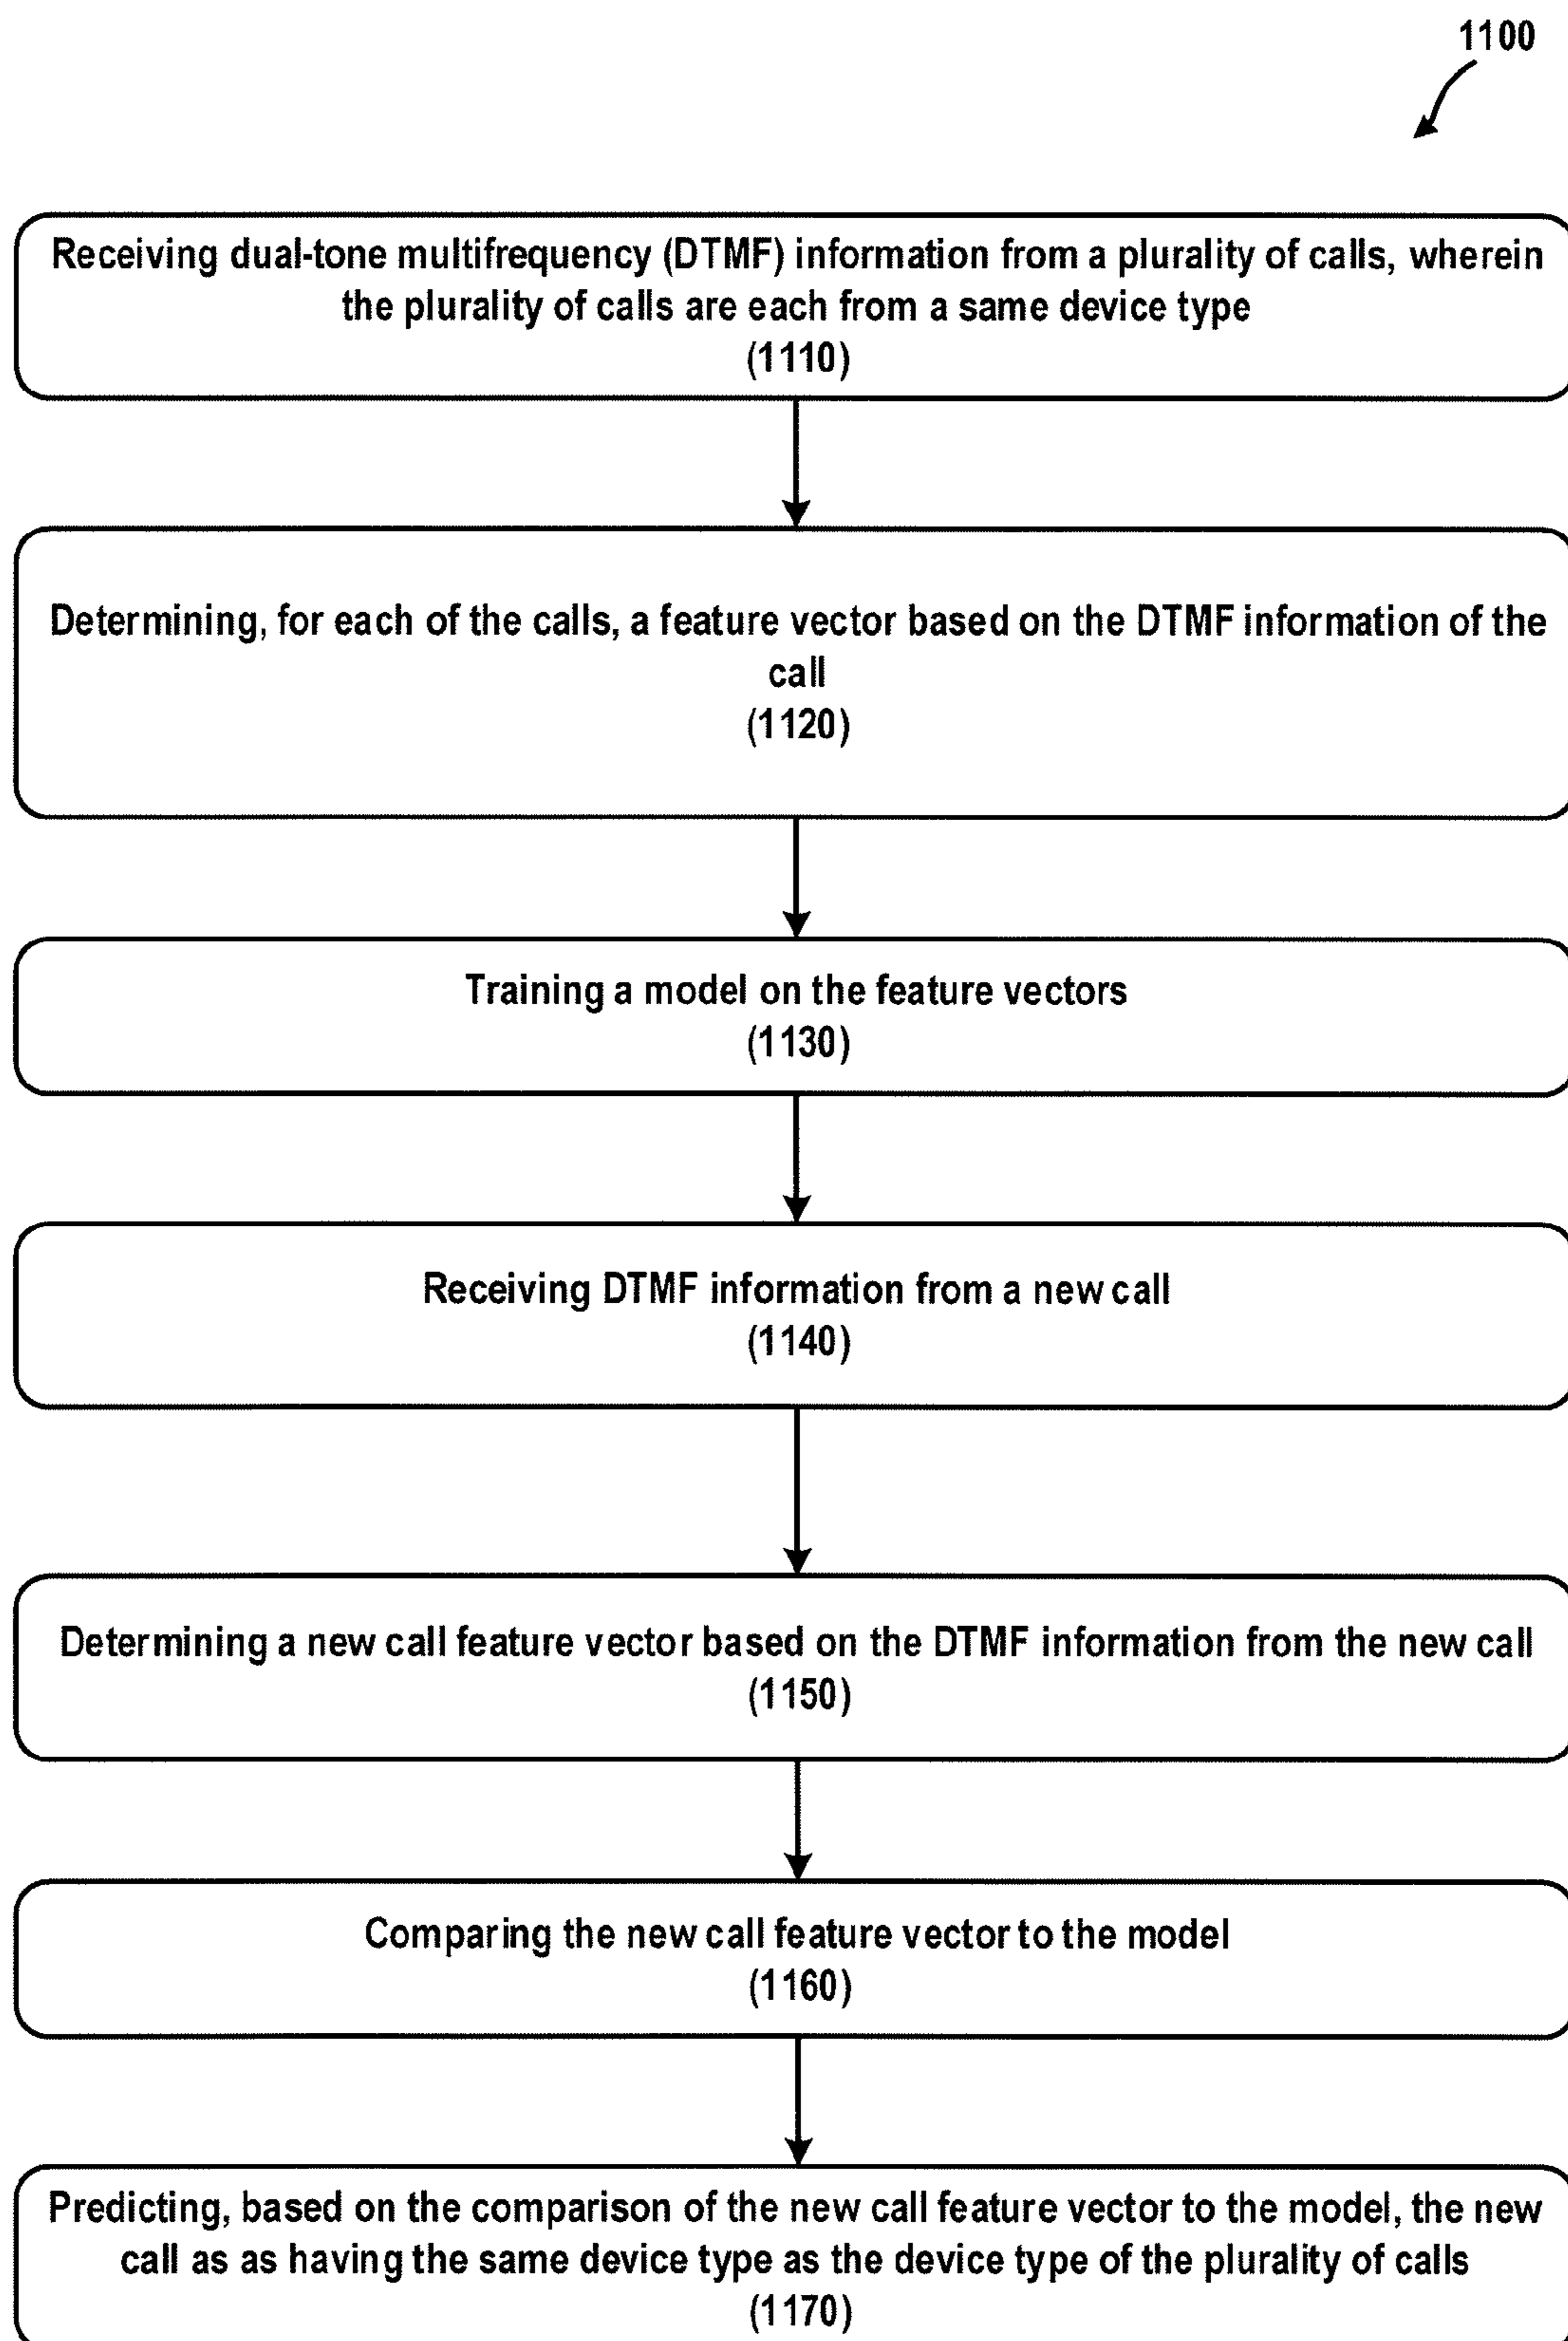 1100
Receiving dual-tone multifrequency (DTMF) information from a plurality of calls, wherein
the plurality of calls are each from a same device type
(1110)
Determining, for each of the calls, a feature vector based on the DTMF information of the
call
(1120)
Training a model on the feature vectors
(1130)
Receiving DTMF information from a new call
(1140)
Determining a new call feature vector based on the DTMF information from the new call
(1150)
Comparing the new call feature vector to the model
(1160)
Predicting, based on the comparison of the new call feature vector to the model, the new
call as as having the same device type as the device type of the plurality of calls
(1170)